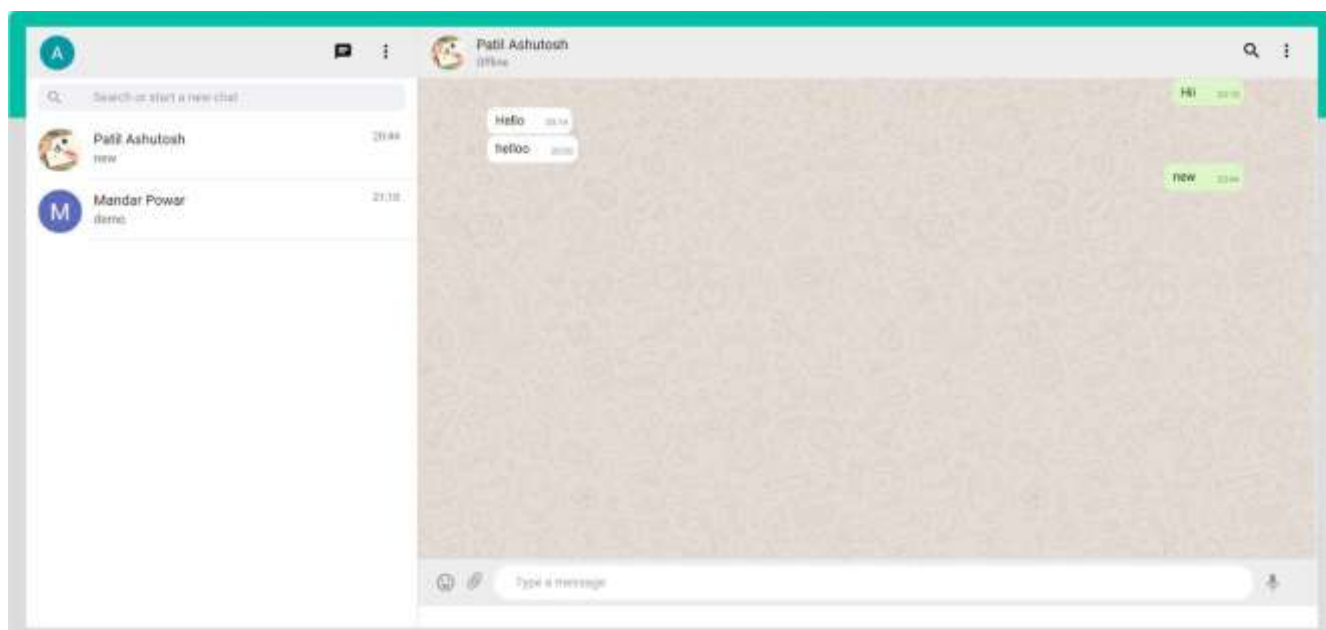 A
Patil Ashutosh
Offline
Search or start a new chat
Patil Ashutosh
20:44
new
Mandar Powar
21:18
demo
M
Hii
Hello
helloo
new
Type a message